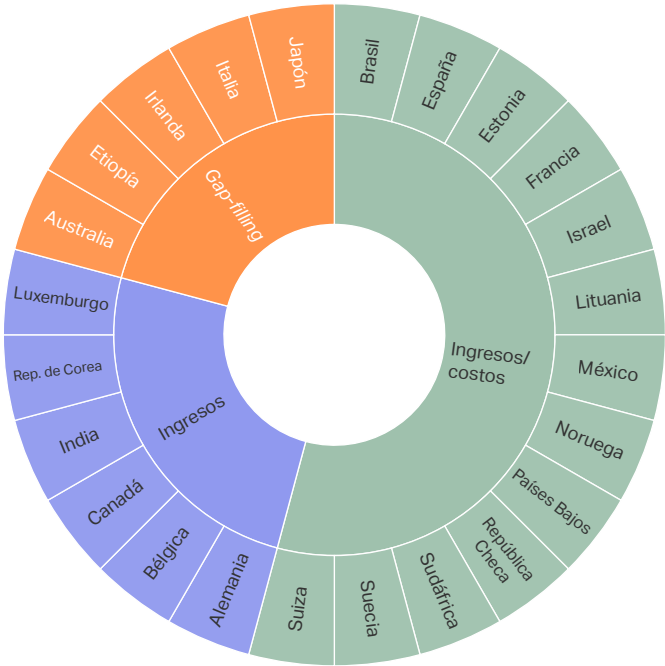 Ingresos/
costos
Brasil
España
Estonia
Francia
Israel
Lituania
México
Noruega
Países Bajos
República
Checa
Sudáfrica
Suecia
Suiza
Ingresos
Alemania
Bélgica
Canadá
India
Rep. de Corea
Luxemburgo
Gap-filling
Australia
Etiopía
Irlanda
Italia
Japón